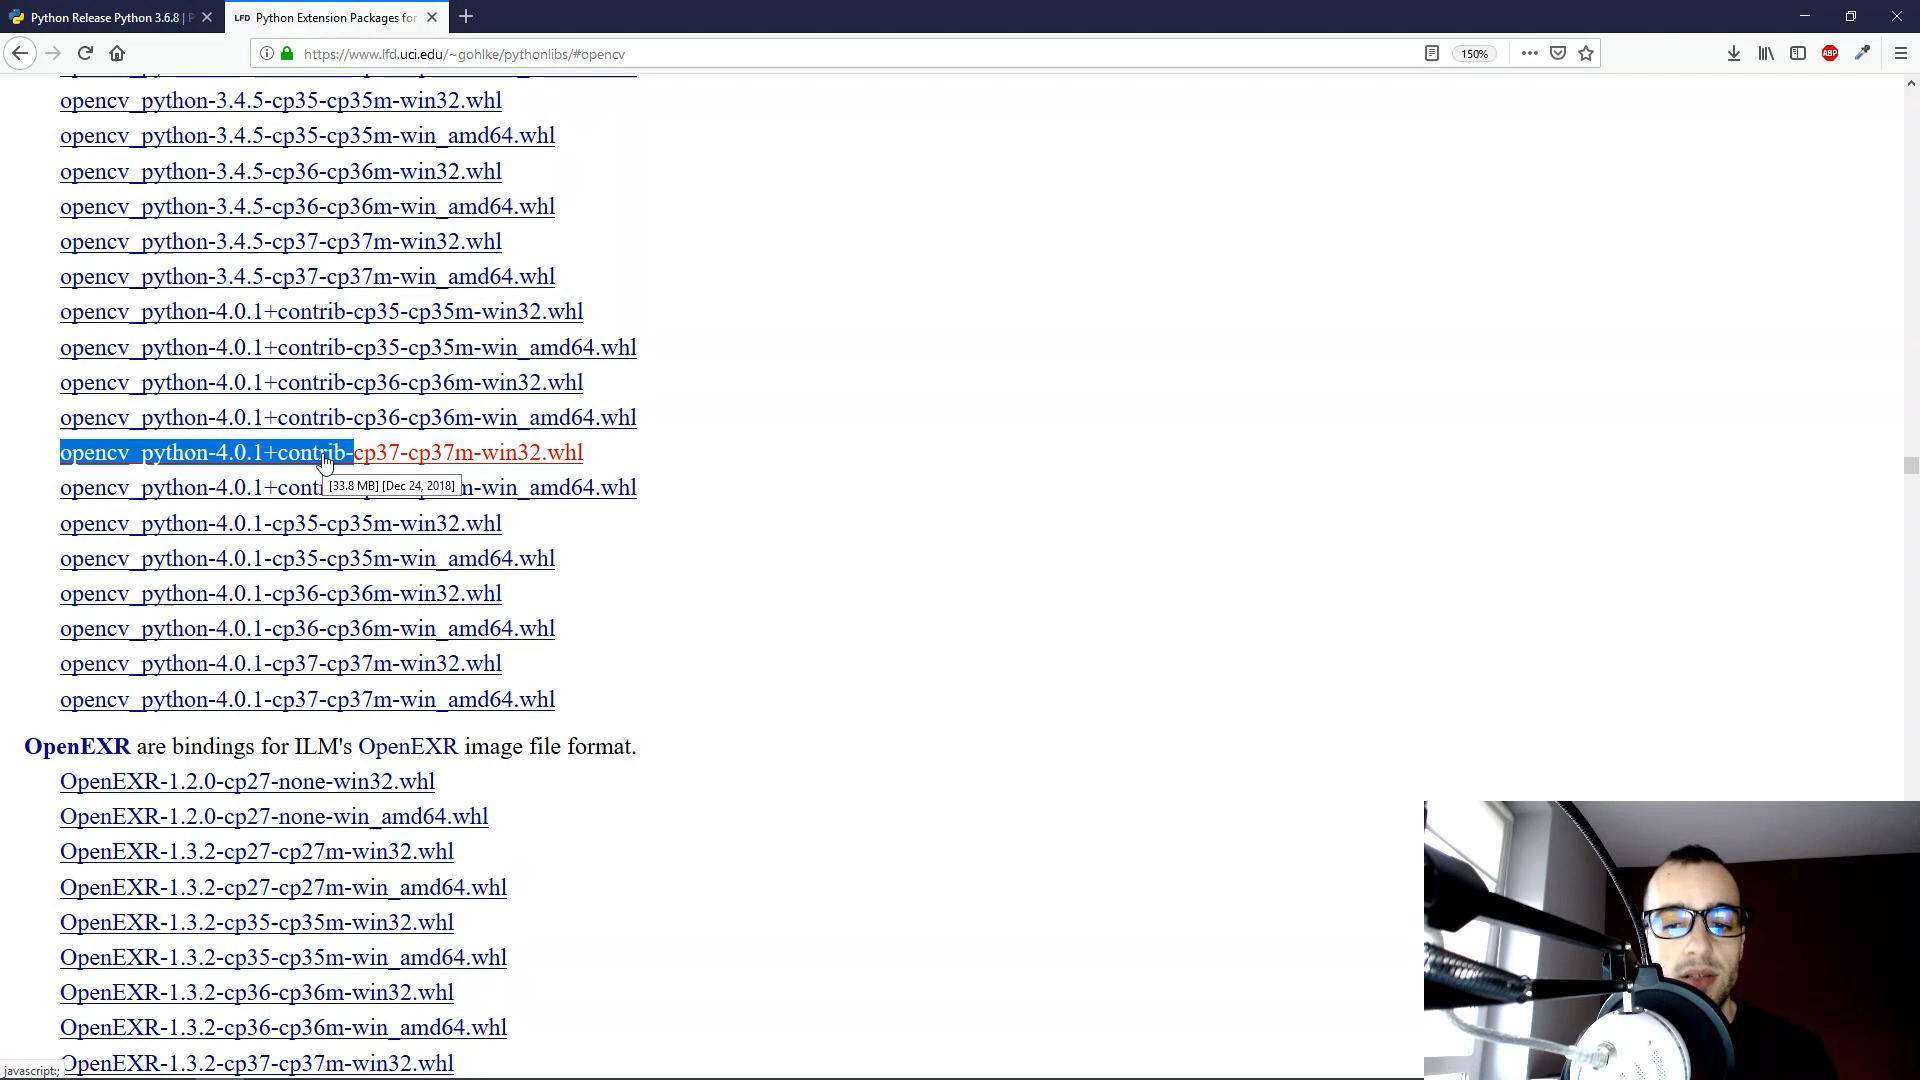 Python Release Python 3.6.8 | P
LFD Python Extension Packages for
https://www.lfd.uci.edu/~gohlke/pythonlibs/#opencv
150%
ABP
opencv_python-3.4.5-cp35-cp35m-win32.whl
opencv_python-3.4.5-cp35-cp35m-win_amd64.whl
opencv_python-3.4.5-cp36-cp36m-win32.whl
opencv_python-3.4.5-cp36-cp36m-win_amd64.whl
opencv_python-3.4.5-cp37-cp37m-win32.whl
opencv_python-3.4.5-cp37-cp37m-win_amd64.whl
opencv_python-4.0.1+contrib-cp35-cp35m-win32.whl
opencv_python-4.0.1+contrib-cp35-cp35m-win_amd64.whl
opencv_python-4.0.1+contrib-cp36-cp36m-win32.whl
opencv_python-4.0.1+contrib-cp36-cp36m-win_amd64.whl
opencv_python-4.0.1+contrib-cp37-cp37m-win32.whl
[33.8 MB] [Dec 24, 2018]
opencv_python-4.0.1+contr m-win_amd64.whl
opencv_python-4.0.1-cp35-cp35m-win32.whl
opencv_python-4.0.1-cp35-cp35m-win_amd64.whl
opencv_python-4.0.1-cp36-cp36m-win32.whl
opencv_python-4.0.1-cp36-cp36m-win_amd64.whl
opencv_python-4.0.1-cp37-cp37m-win32.whl
opencv_python-4.0.1-cp37-cp37m-win_amd64.whl
OpenEXR are bindings for ILM's OpenEXR image file format.
OpenEXR-1.2.0-cp27-none-win32.whl
OpenEXR-1.2.0-cp27-none-win_amd64.whl
OpenEXR-1.3.2-cp27-cp27m-win32.whl
OpenEXR-1.3.2-cp27-cp27m-win_amd64.whl
OpenEXR-1.3.2-cp35-cp35m-win32.whl
OpenEXR-1.3.2-cp35-cp35m-win_amd64.whl
OpenEXR-1.3.2-cp36-cp36m-win32.whl
OpenEXR-1.3.2-cp36-cp36m-win_amd64.whl
OpenEXR-1.3.2-cp37-cp37m-win32.whl
javascript:;